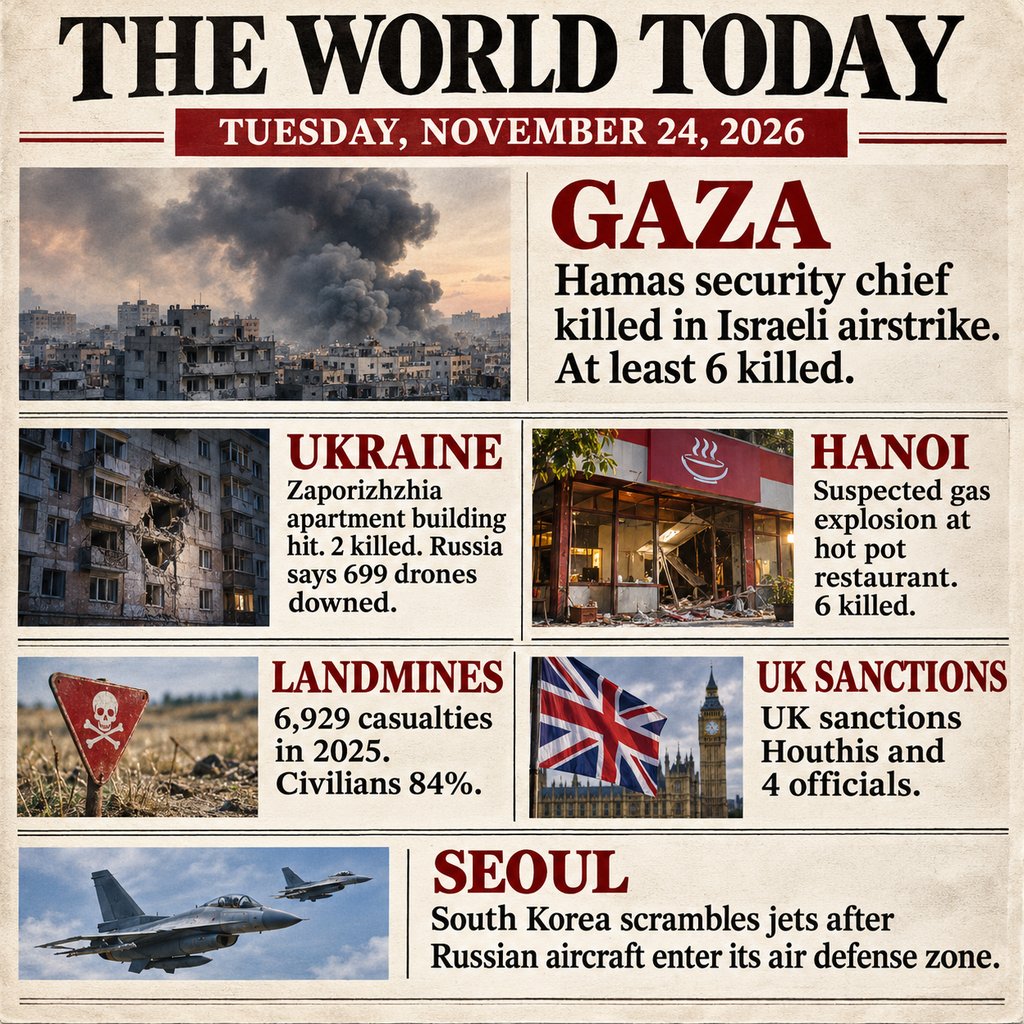 THE WORLD TODAY
TUESDAY, NOVEMBER 24, 2026
GAZA
Hamas security chief
killed in Israeli airstrike.
At least 6 killed.
UKRAINE
Zaporizhzhia
apartment building
hit. 2 killed. Russia
says 699 drones
downed.
HANOI
Suspected gas
explosion at
hot pot
restaurant.
6 killed.
LANDMINES
6,929 casualties
in 2025.
Civilians 84%.
UK SANCTIONS
UK sanctions
Houthis and
4 officials.
SEOUL
South Korea scrambles jets after
Russian aircraft enter its air defense zone.